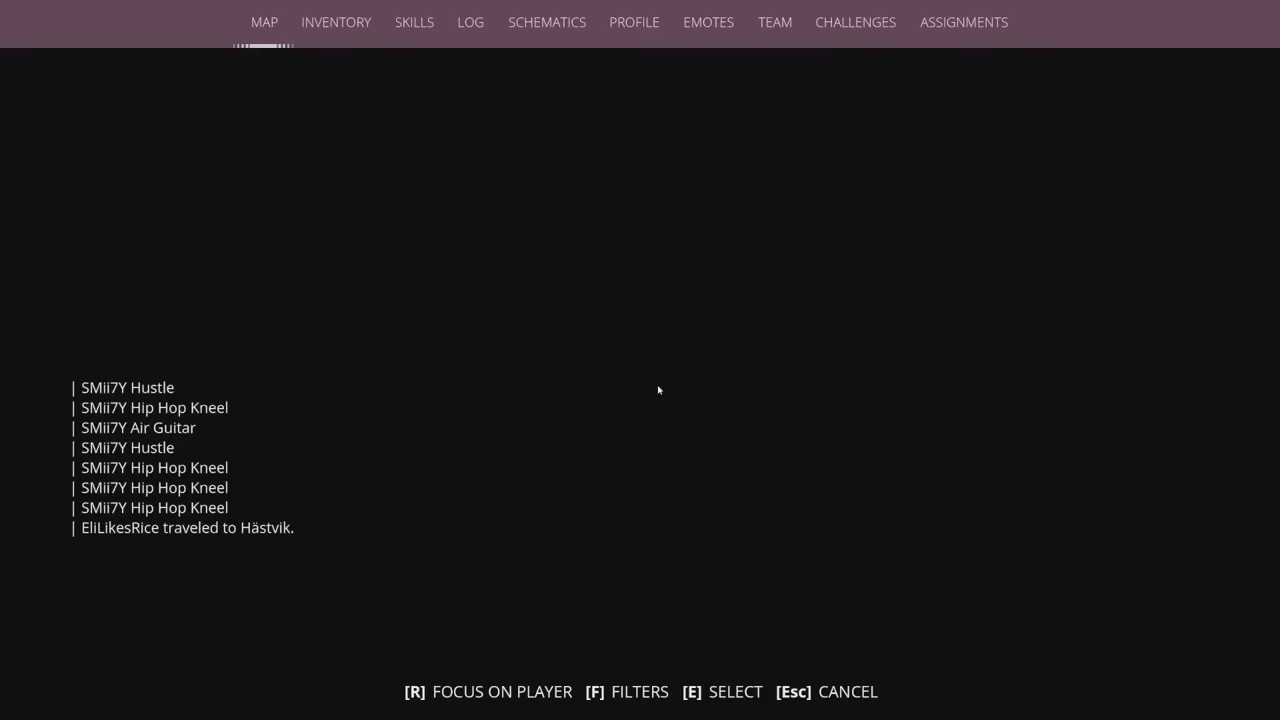 MAP INVENTORY SKILLS LOG SCHEMATICS PROFILE EMOTES TEAM CHALLENGES ASSIGNMENTS
| SMii7Y Hustle
| SMii7Y Hip Hop Kneel
| SMii7Y Air Guitar
| SMii7Y Hustle
| SMii7Y Hip Hop Kneel
| SMii7Y Hip Hop Kneel
| SMii7Y Hip Hop Kneel
| EliLikesRice traveled to Hästvik.
[R] FOCUS ON PLAYER [F] FILTERS [E] SELECT [Esc] CANCEL